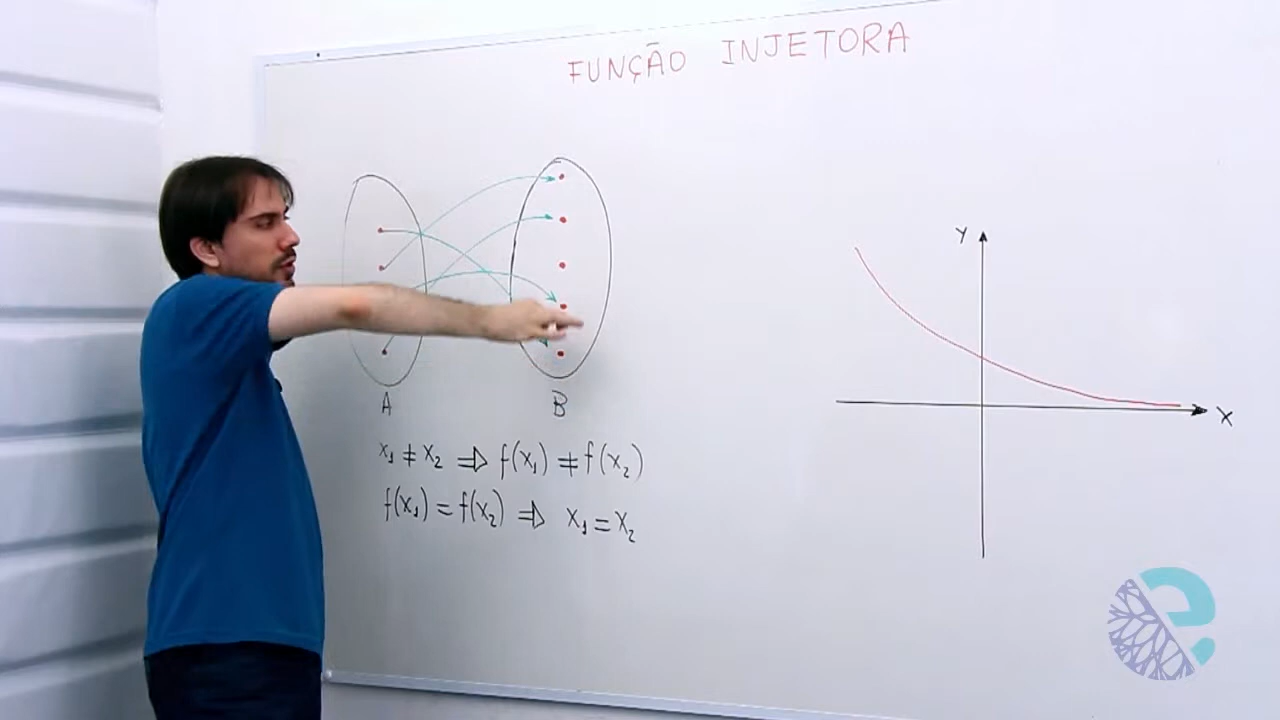 FUNÇÃO INJETORA
A
B
x₁ ≠ x₂ ⇒ f(x₁) ≠ f(x₂)
f(x₁) = f(x₂) ⇒ x₁ = x₂
Y
X